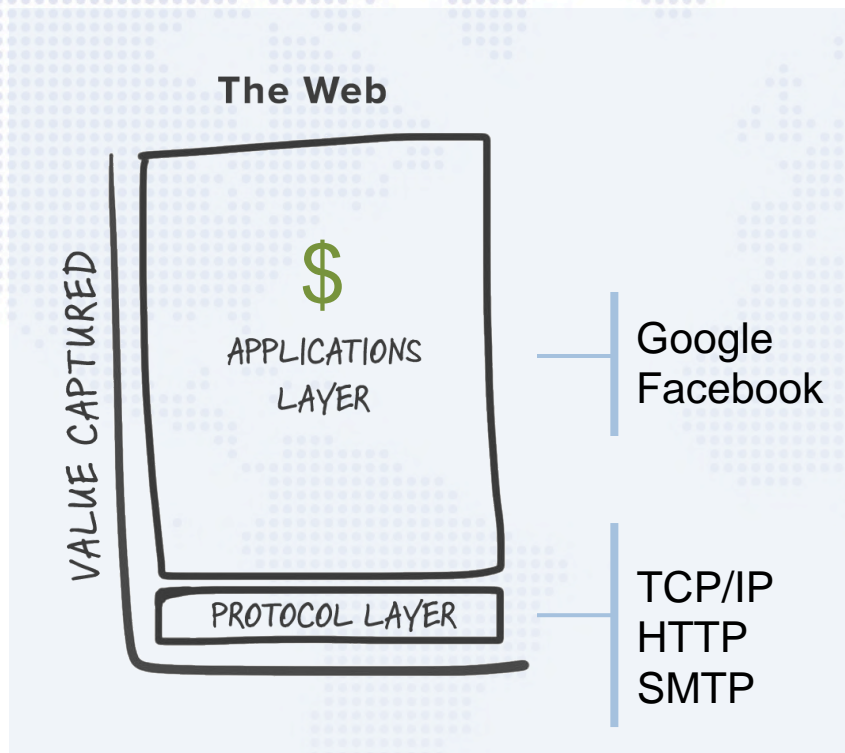 The Web
VALUE CAPTURED
$
APPLICATIONS
LAYER
Google
Facebook
PROTOCOL LAYER
TCP/IP
HTTP
SMTP